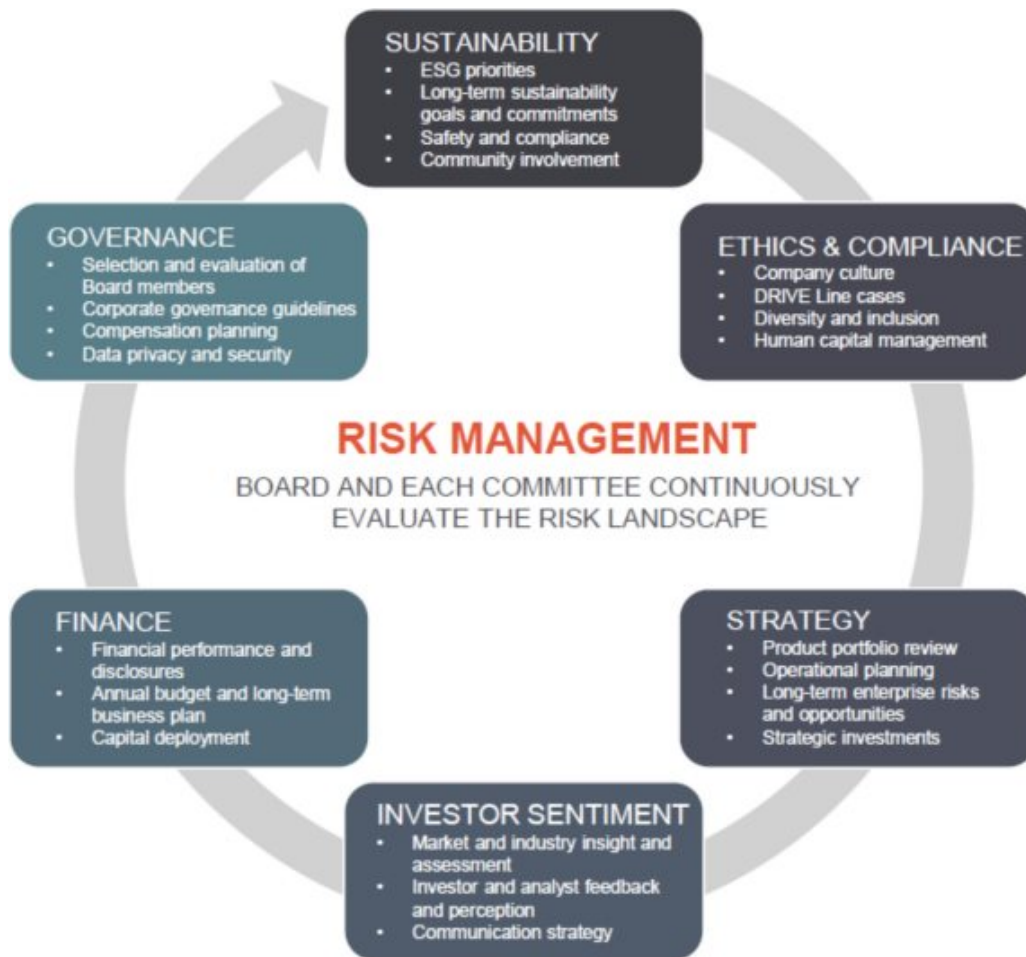 SUSTAINABILITY
• ESG priorities
• Long-term sustainability
goals and commitments
• Safety and compliance
• Community involvement
GOVERNANCE
• Selection and evaluation of
Board members
• Corporate governance guidelines
• Compensation planning
• Data privacy and security
ETHICS & COMPLIANCE
• Company culture
• DRIVE Line cases
• Diversity and inclusion
• Human capital management
RISK MANAGEMENT
BOARD AND EACH COMMITTEE CONTINUOUSLY
EVALUATE THE RISK LANDSCAPE
FINANCE
• Financial performance and
disclosures
• Annual budget and long-term
business plan
• Capital deployment
STRATEGY
• Product portfolio review
• Operational planning
• Long-term enterprise risks
and opportunities
• Strategic investments
INVESTOR SENTIMENT
• Market and industry insight and
assessment
• Investor and analyst feedback
and perception
• Communication strategy